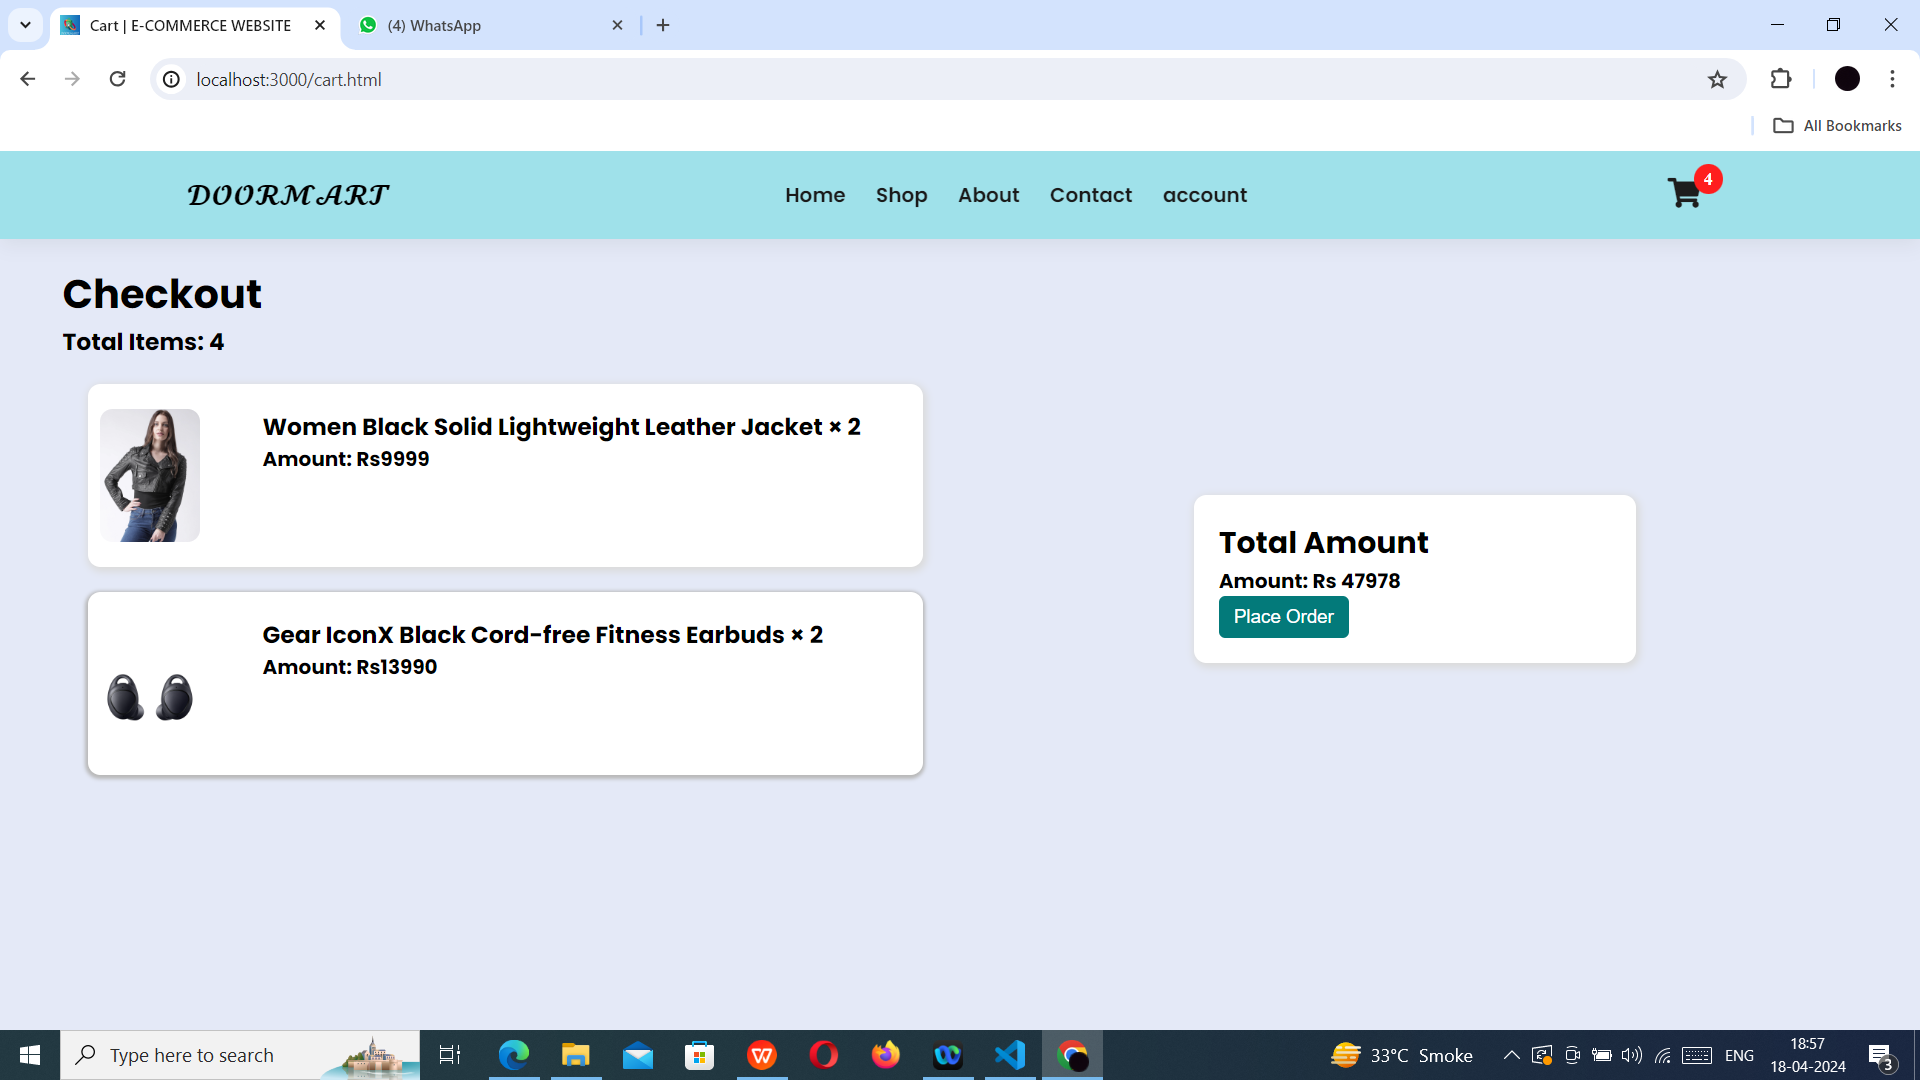 Cart | E-COMMERCE WEBSITE
(4) WhatsApp
localhost:3000/cart.html
All Bookmarks
DOORMART
Home Shop About Contact account
4
Checkout
Total Items: 4
Women Black Solid Lightweight Leather Jacket × 2
Amount: Rs9999
Gear IconX Black Cord-free Fitness Earbuds × 2
Amount: Rs13990
Total Amount
Amount: Rs 47978
Place Order
Type here to search
33°C Smoke
ENG
18:57
18-04-2024
3